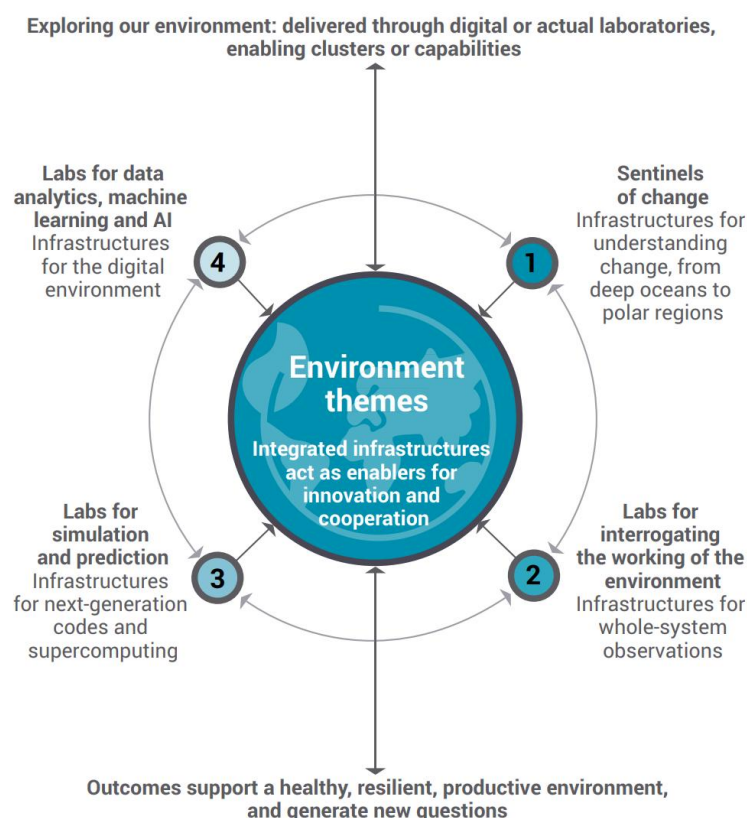 Exploring our environment: delivered through digital or actual laboratories,
enabling clusters or capabilities
Labs for data
analytics, machine
learning and AI
Infrastructures
for the digital
environment
4
1
Sentinels
of change
Infrastructures for
understanding
change, from
deep oceans to
polar regions
Environment
themes
Integrated infrastructures
act as enablers for
innovation and
cooperation
Labs for
simulation
and prediction
Infrastructures
for next-generation
codes and
supercomputing
3
2
Labs for
interrogating
the working of the
environment
Infrastructures for
whole-system
observations
Outcomes support a healthy, resilient, productive environment,
and generate new questions